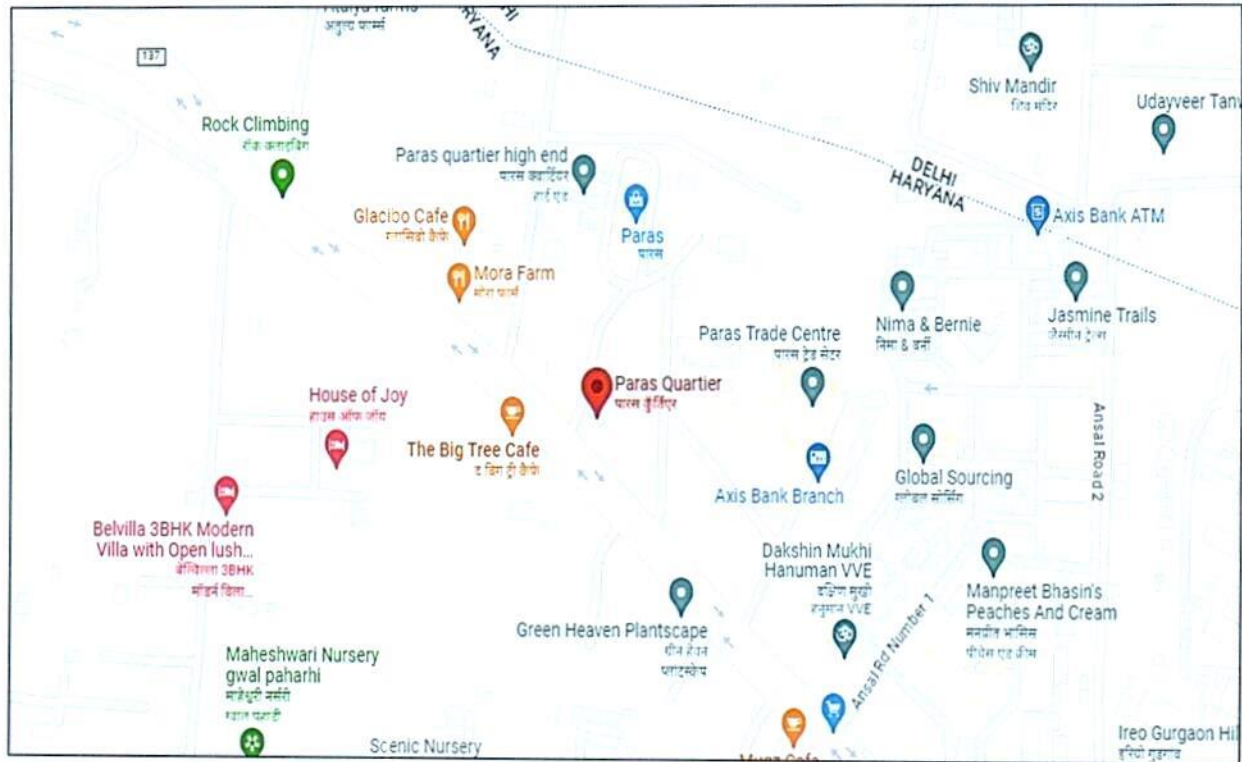 अतुल्य फार्म्स
HARYANA
137
Shiv Mandir
शिव मंदिर
Udayveer Tanw
Rock Climbing
रॉक क्लाइंबिंग
Paras quartier high end
पारस क्वार्टियर
हाई एंड
DELHI
HARYANA
Glacibo Cafe
ग्लासिबो कैफे
Paras
पारस
Axis Bank ATM
Mora Farm
मोरा फार्म
Nima & Bernie
निमा & बर्नी
Jasmine Trails
जैस्मीन ट्रेल्स
Paras Trade Centre
पारस ट्रेड सेंटर
Paras Quartier
House of Joy
हाउस ऑफ जॉय
The Big Tree Cafe
द बिग ट्री कैफे
Ansal Road 2
Global Sourcing
ग्लोबल सोर्सिंग
Axis Bank Branch
Belvilla 3BHK Modern
Villa with Open lush...
बेल्विल्ला 3BHK
मॉडर्न विला...
Dakshin Mukhi
Hanuman VVE
दक्षिण मुखी
हनुमान VVE
Manpreet Bhasin's
Peaches And Cream
मनप्रीत भासिंस
पीचेस एंड क्रीम
Green Heaven Plantscape
ग्रीन हेवन
प्लांटस्केप
Ansal Rd Number 1
Maheshwari Nursery
gwal paharhi
माहेश्वरी नर्सरी
ग्वाल पहाड़ी
Scenic Nursery
Ireo Gurgaon Hil
इरियो गुड़गांव